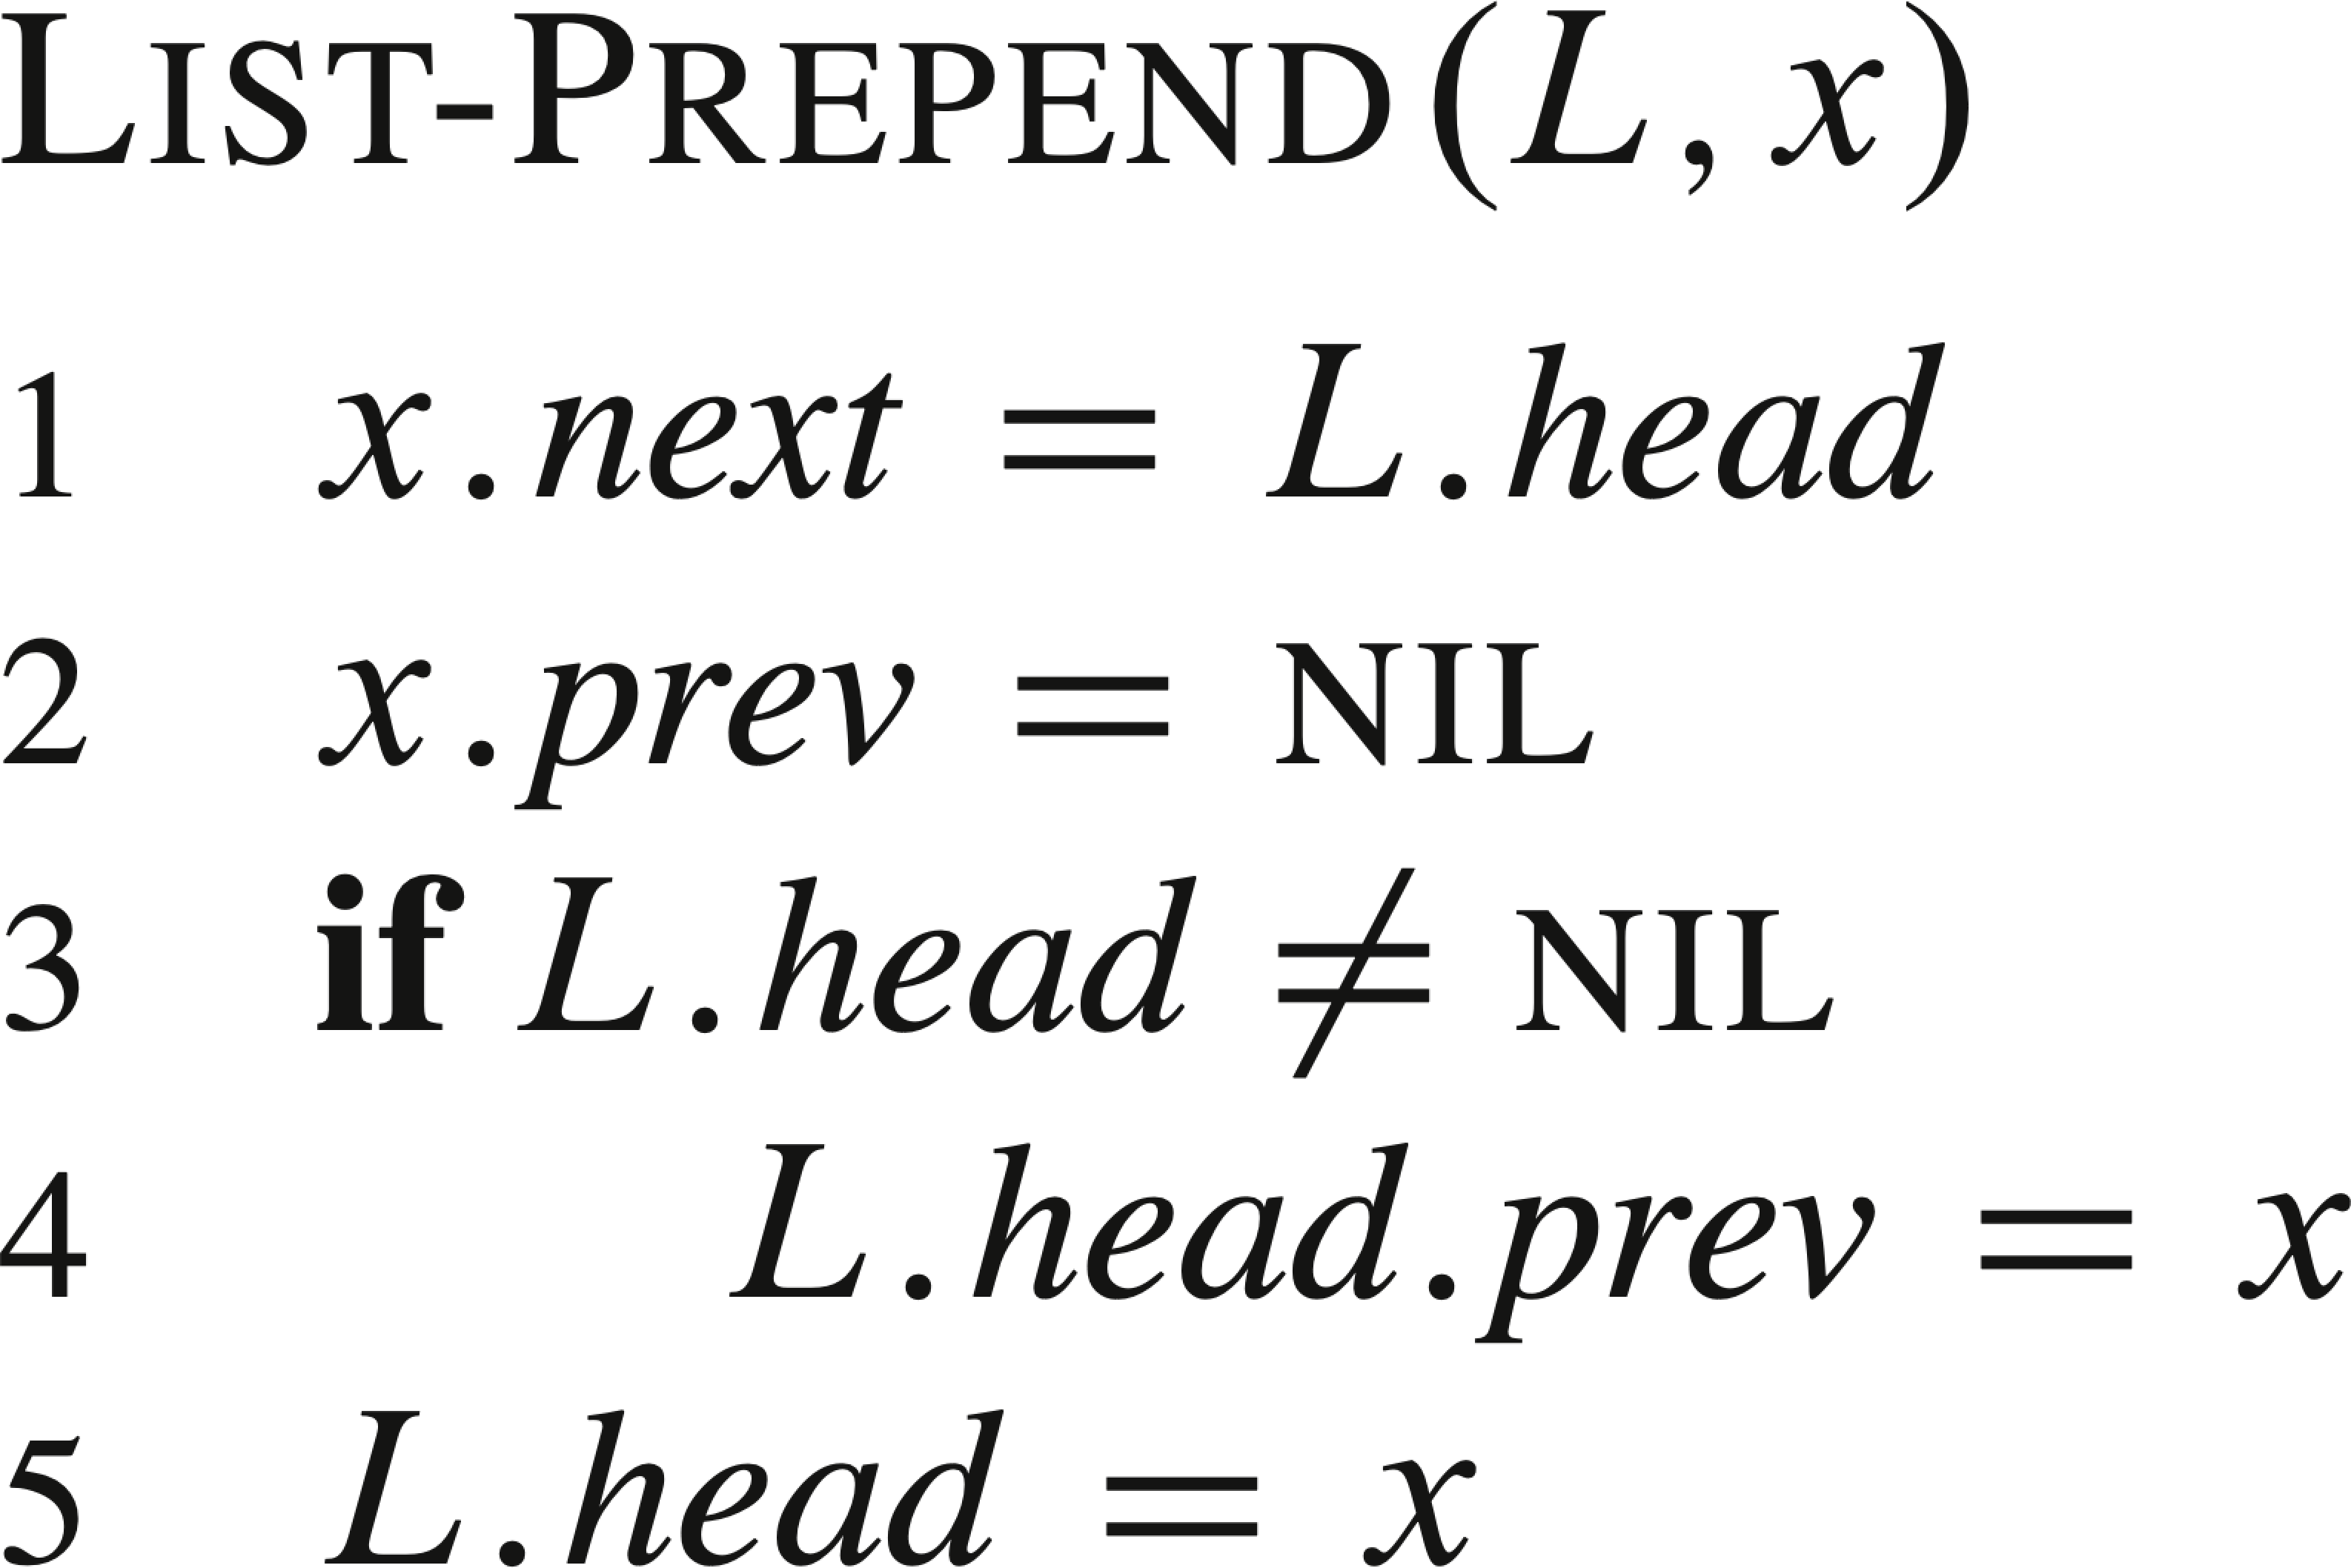 LIST-PREPEND(L, x)
1 x.next = L.head
2 x.prev = NIL
3 if L.head ≠ NIL
4 L.head.prev = x
5 L.head = x